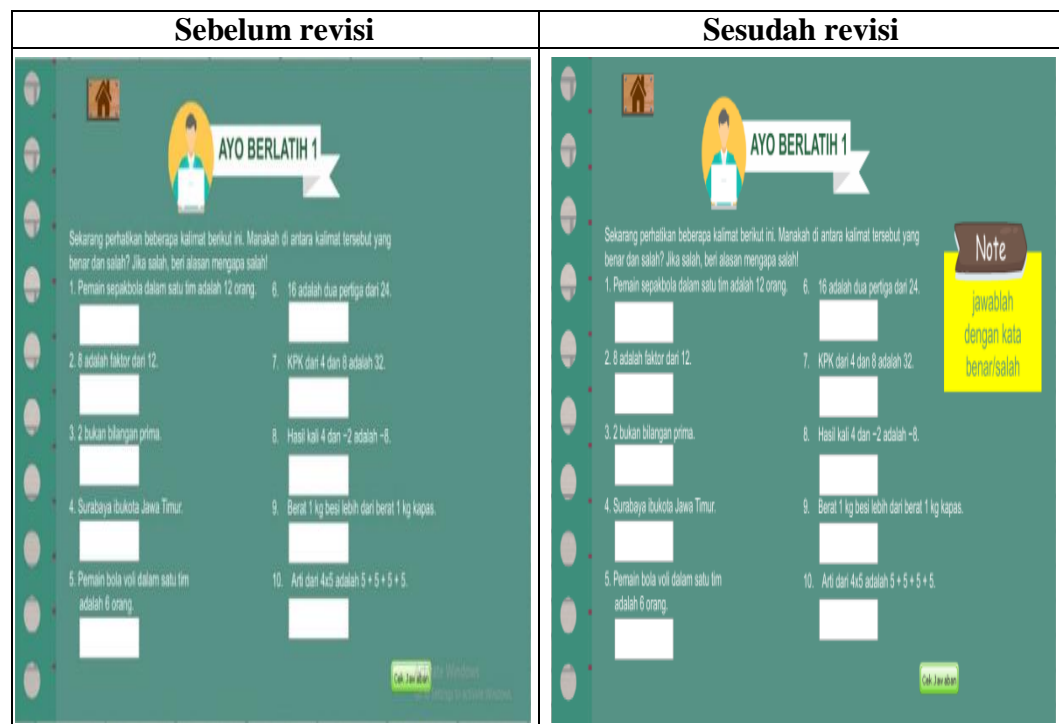 Sebelum revisi
AYO BERLATIH 1
Sekarang perhatikan beberapa kalimat berikut ini. Manakah di antara kalimat tersebut yang
benar dan salah? Jika salah, beri alasan mengapa salah!
1. Pemain sepakbola dalam satu tim adalah 12 orang.
2. 8 adalah faktor dari 12.
3. 2 bukan bilangan prima.
4. Surabaya ibukota Jawa Timur.
5. Pemain bola voli dalam satu tim
adalah 6 orang.
6. 16 adalah dua pertiga dari 24.
7. KPK dari 4 dan 8 adalah 32.
8. Hasil kali 4 dan −2 adalah −8.
9. Berat 1 kg besi lebih dari berat 1 kg kapas.
10. Arti dari 4x5 adalah 5 + 5 + 5 + 5.
Cek Jawaban
Windows
Settings to activate Windows.
Sesudah revisi
AYO BERLATIH 1
Sekarang perhatikan beberapa kalimat berikut ini. Manakah di antara kalimat tersebut yang
benar dan salah? Jika salah, beri alasan mengapa salah!
1. Pemain sepakbola dalam satu tim adalah 12 orang.
2. 8 adalah faktor dari 12.
3. 2 bukan bilangan prima.
4. Surabaya ibukota Jawa Timur.
5. Pemain bola voli dalam satu tim
adalah 6 orang.
6. 16 adalah dua pertiga dari 24.
7. KPK dari 4 dan 8 adalah 32.
8. Hasil kali 4 dan −2 adalah −8.
9. Berat 1 kg besi lebih dari berat 1 kg kapas.
10. Arti dari 4x5 adalah 5 + 5 + 5 + 5.
Note
jawablah
dengan kata
benar/salah
Cek Jawaban